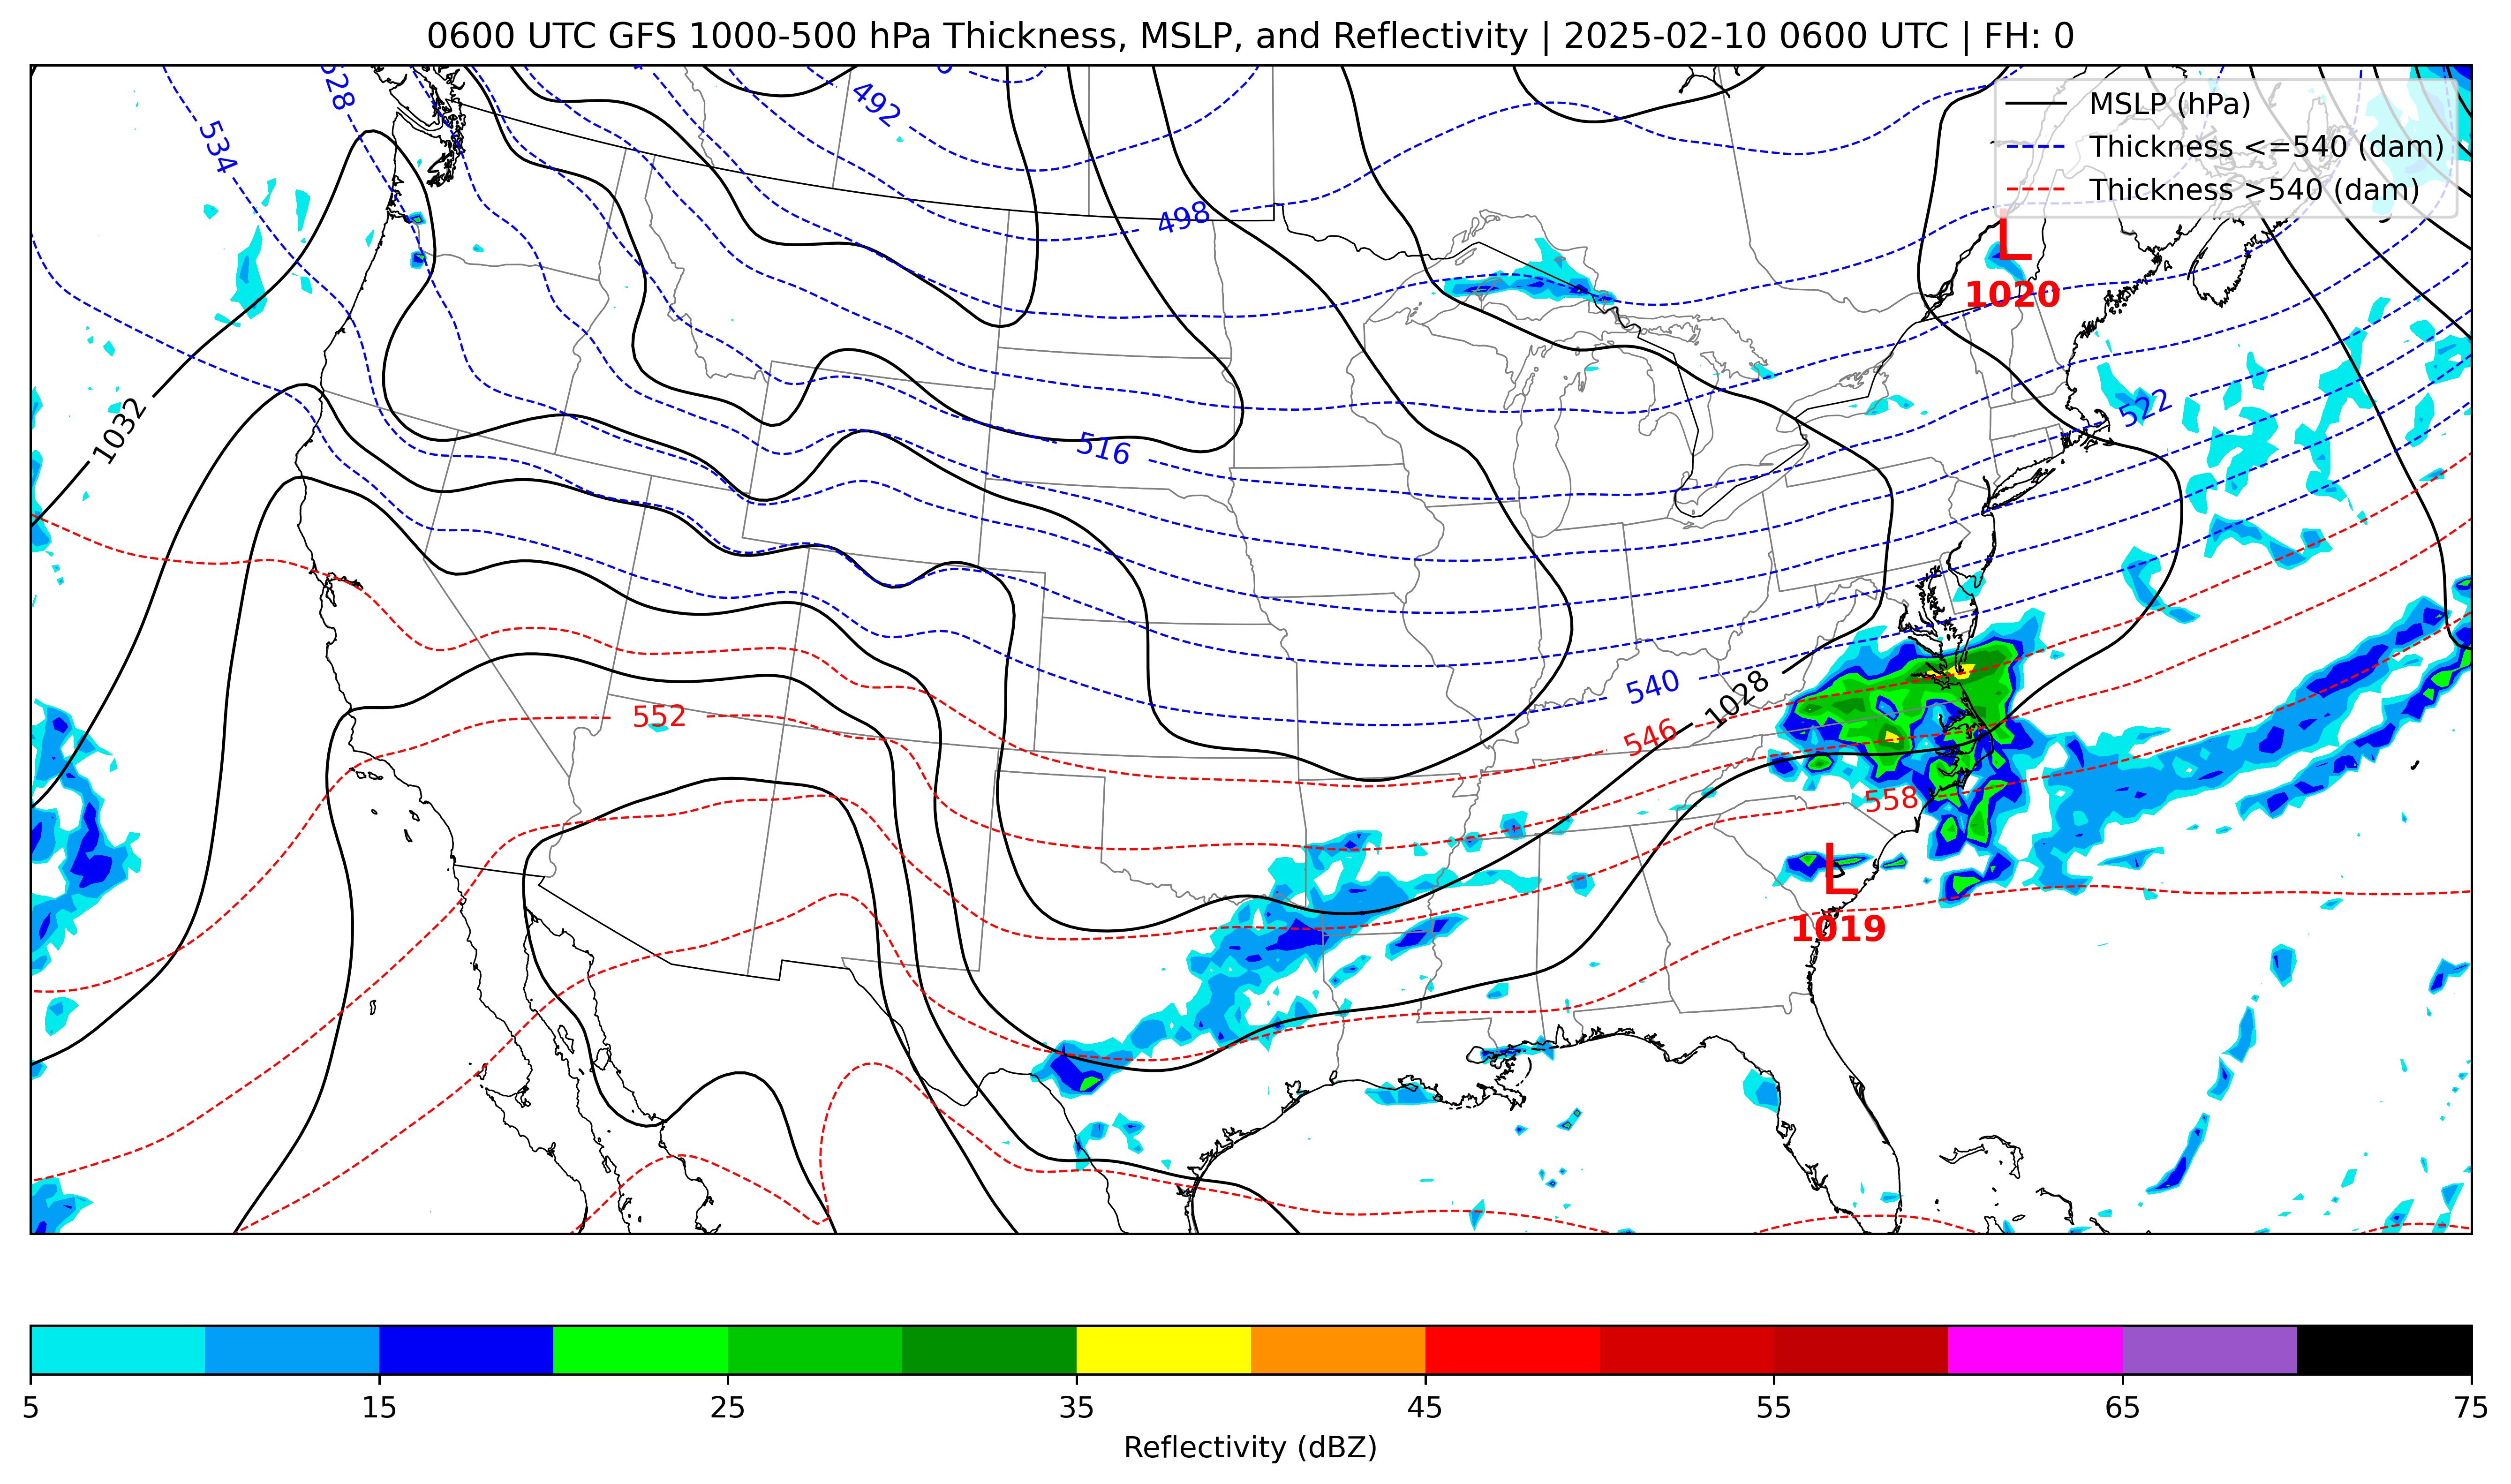 0600 UTC GFS 1000-500 hPa Thickness, MSLP, and Reflectivity | 2025-02-10 0600 UTC | FH: 0
MSLP (hPa)
Thickness <=540 (dam)
Thickness >540 (dam)
528
492
534
498
L
1020
1032
522
516
540
1028
552
546
558
L
1019
5 15 25 35 45 55 65 75
Reflectivity (dBZ)